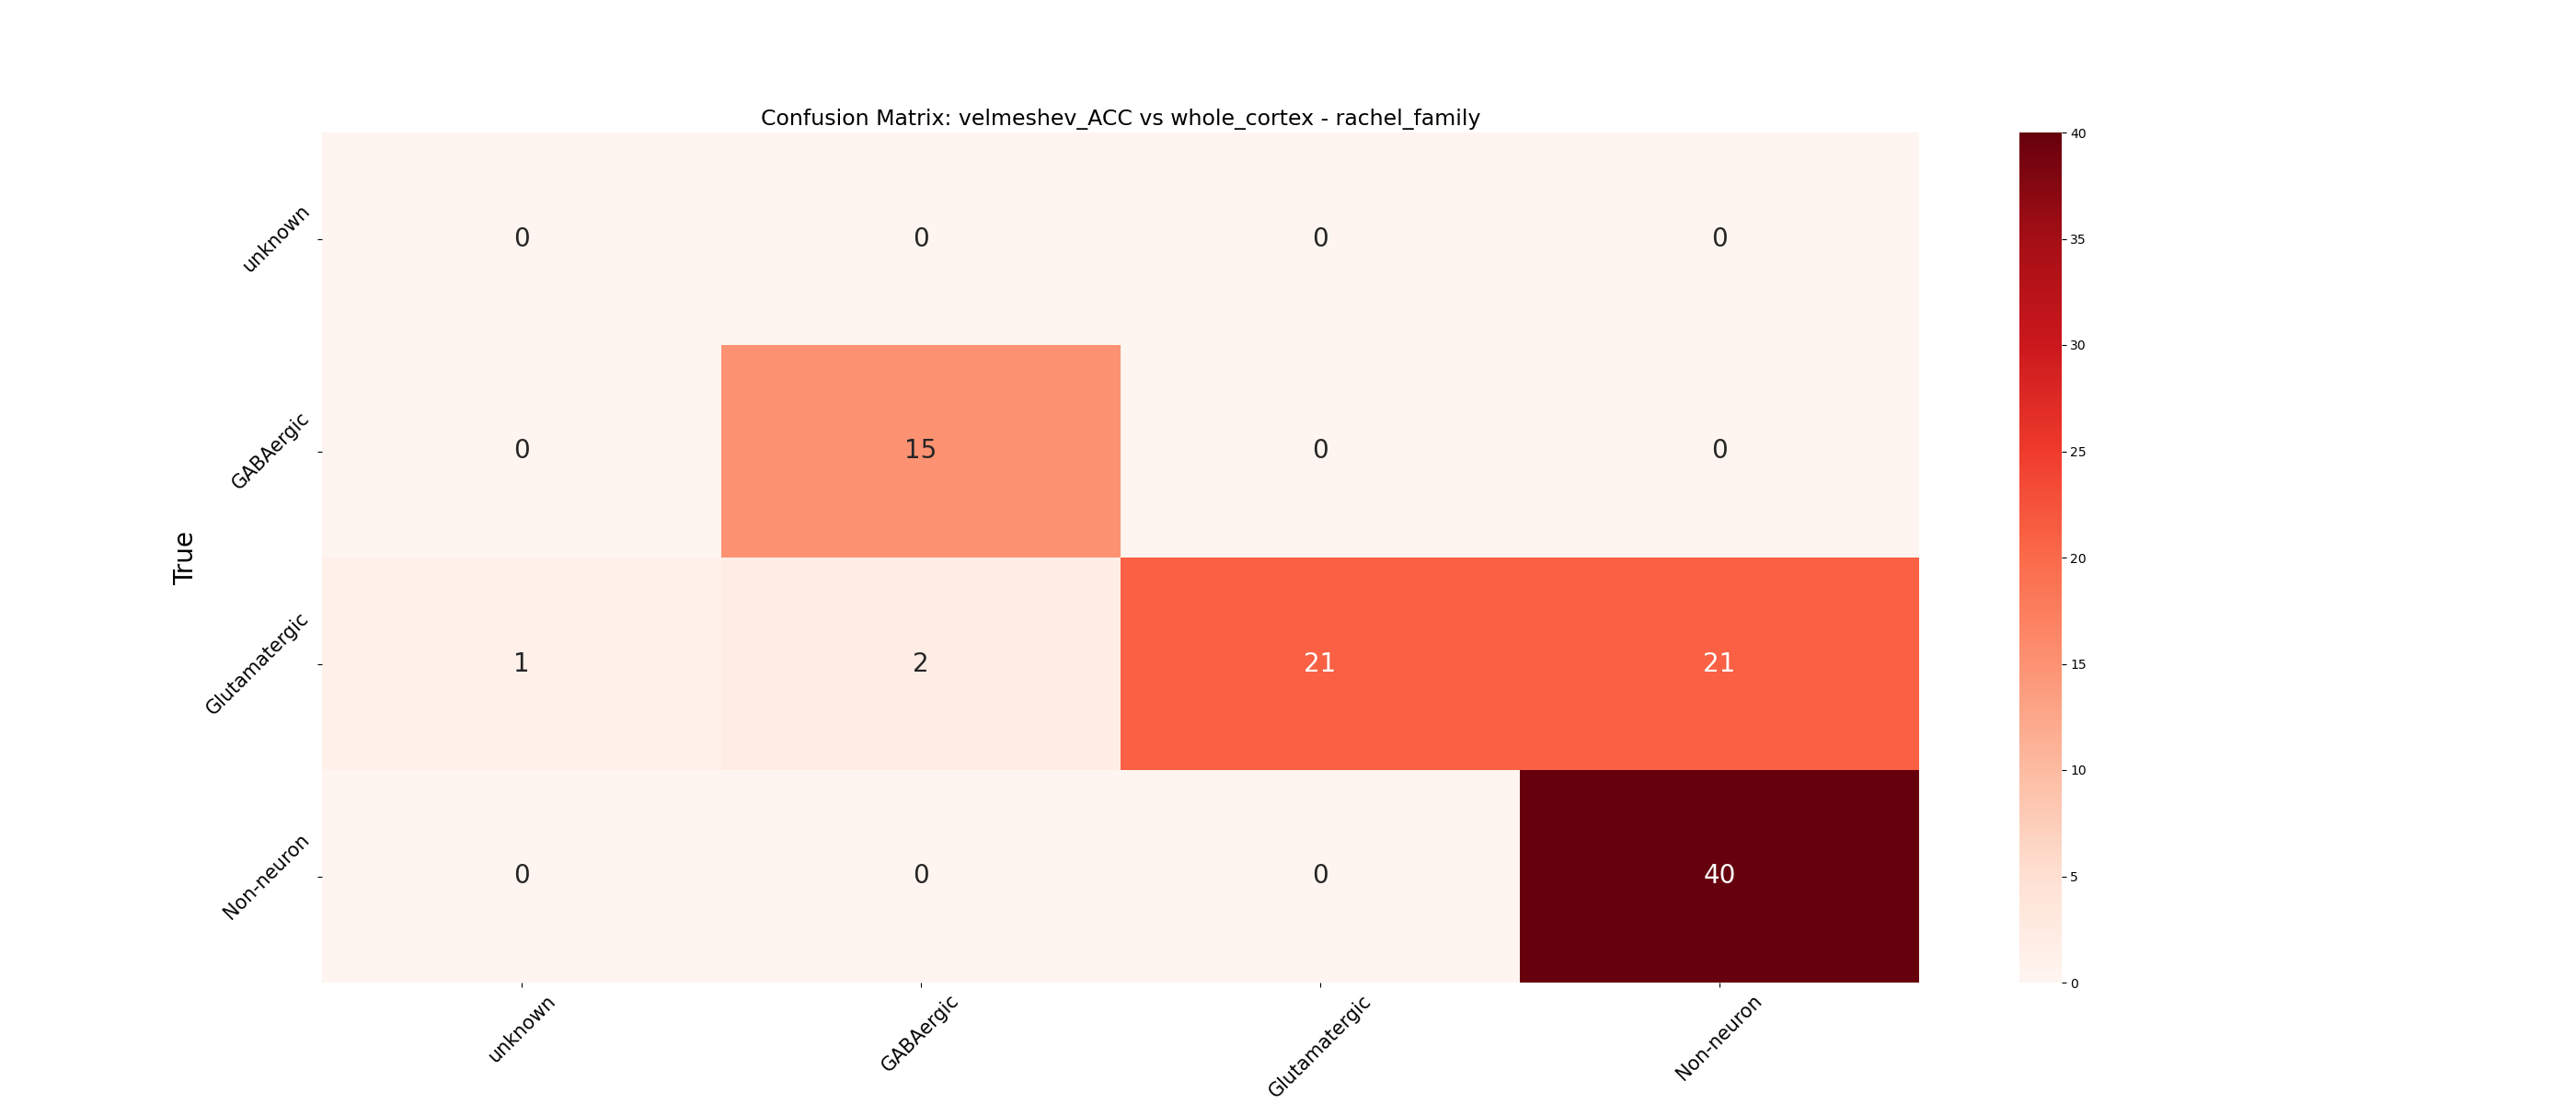 Confusion Matrix: velmeshev_ACC vs whole_cortex - rachel_family
True
unknown
0 0 0 0
GABAergic
0 15 0 0
Glutamatergic
1 2 21 21
Non-neuron
0 0 0 40
unknown GABAergic Glutamatergic Non-neuron
40
35
30
25
20
15
10
5
0